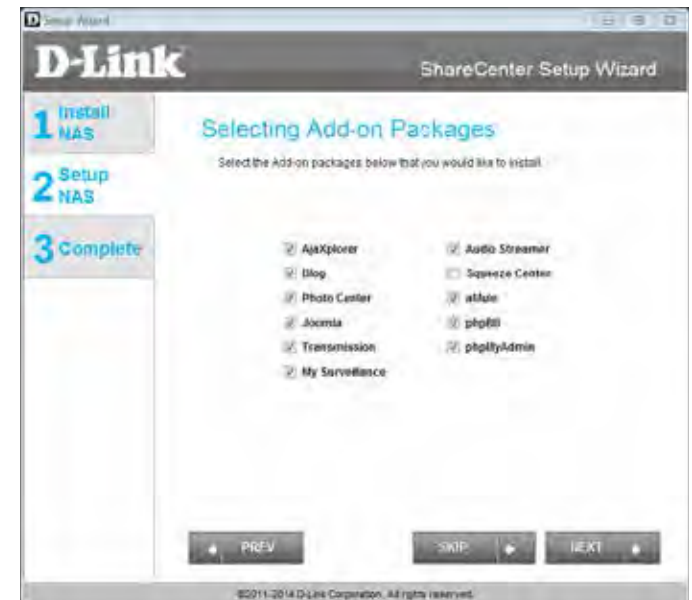 Setup Wizard
D-Link
ShareCenter Setup Wizard
1 Install NAS
2 Setup NAS
3 Complete
Selecting Add-on Packages
Select the Add-on packages below that you would like to install.
AjaXplorer
Audio Streamer
Blog
Squeeze Center
Photo Center
aMule
Joomla
phpBB
Transmission
phpMyAdmin
My Surveillance
PREV
SKIP
NEXT
©2011-2014 D-Link Corporation. All rights reserved.